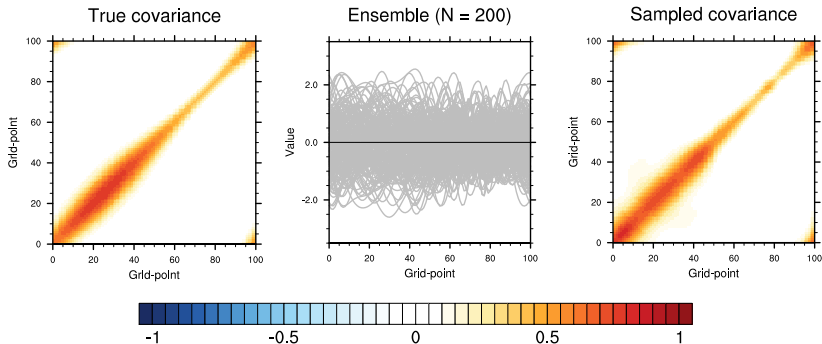 True covariance
Ensemble (N = 200)
Sampled covariance
100
80
60
40
20
0
Grid-point
0 20 40 60 80 100
Grid-point
2.0
0.0
-2.0
Value
0 20 40 60 80 100
Grid-point
100
80
60
40
20
0
Grid-point
0 20 40 60 80 100
Grid-point
-1 -0.5 0 0.5 1